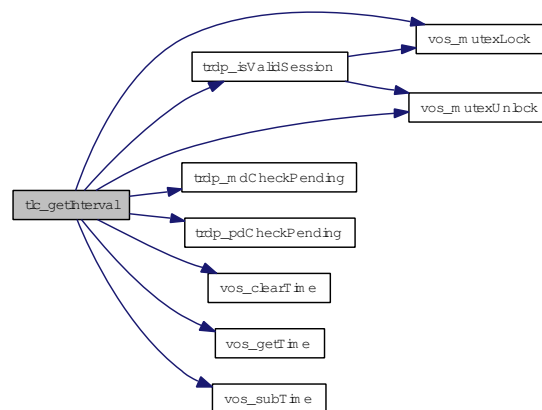 vos_mutexLock
trdp_isValidSession
vos_mutexUnlock
trdp_mdCheckPending
tlc_getInterval
trdp_pdCheckPending
vos_clearTime
vos_getTime
vos_subTime